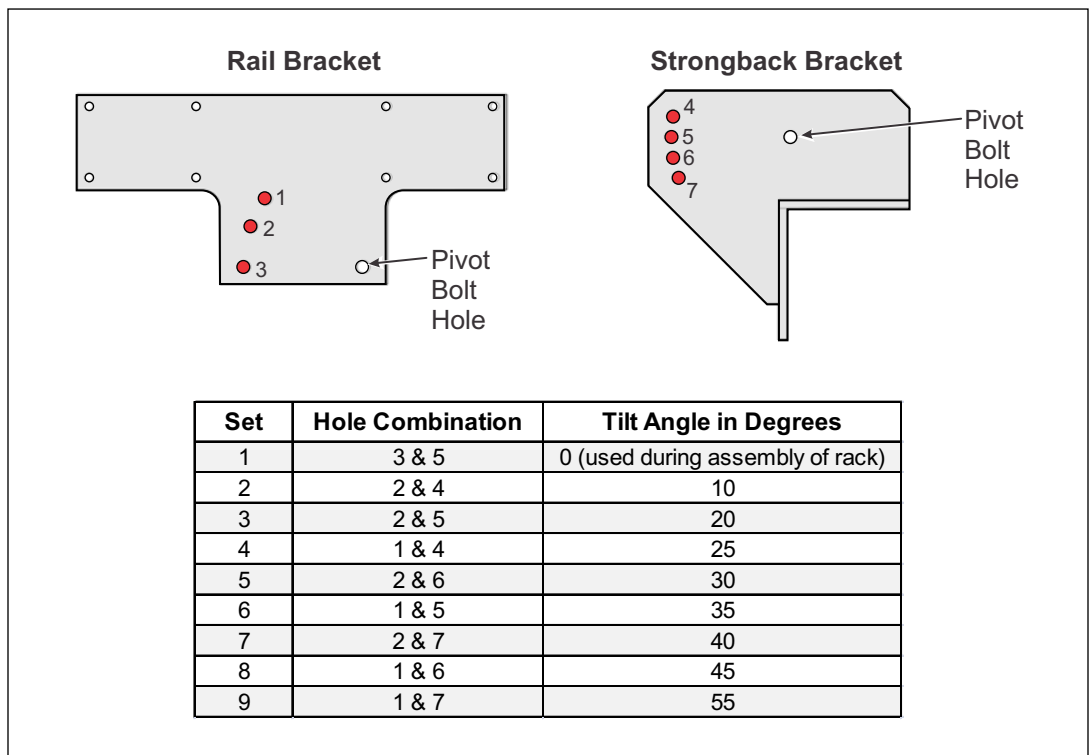 Rail Bracket
1
2
3
Pivot
Bolt
Hole
Strongback Bracket
4
5
6
7
Pivot
Bolt
Hole
Set Hole Combination Tilt Angle in Degrees
1 3 & 5 0 (used during assembly of rack)
2 2 & 4 10
3 2 & 5 20
4 1 & 4 25
5 2 & 6 30
6 1 & 5 35
7 2 & 7 40
8 1 & 6 45
9 1 & 7 55